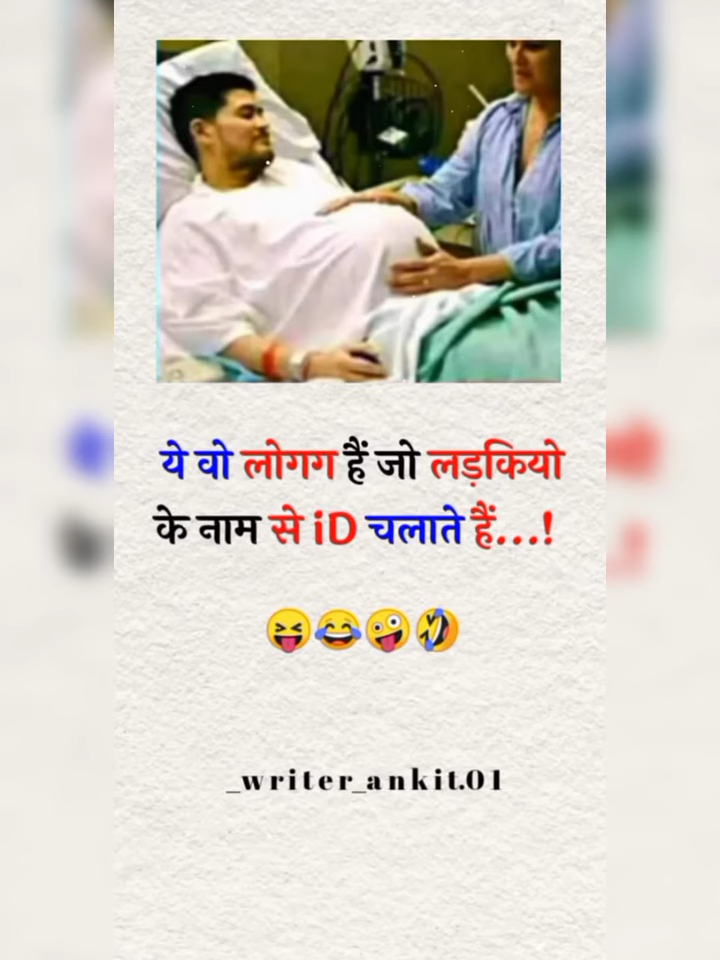 ये वो लोगग हैं जो लड़कियो
के नाम से iD चलाते हैं...!
😝😂🤪🤣
_writer_ankit.01